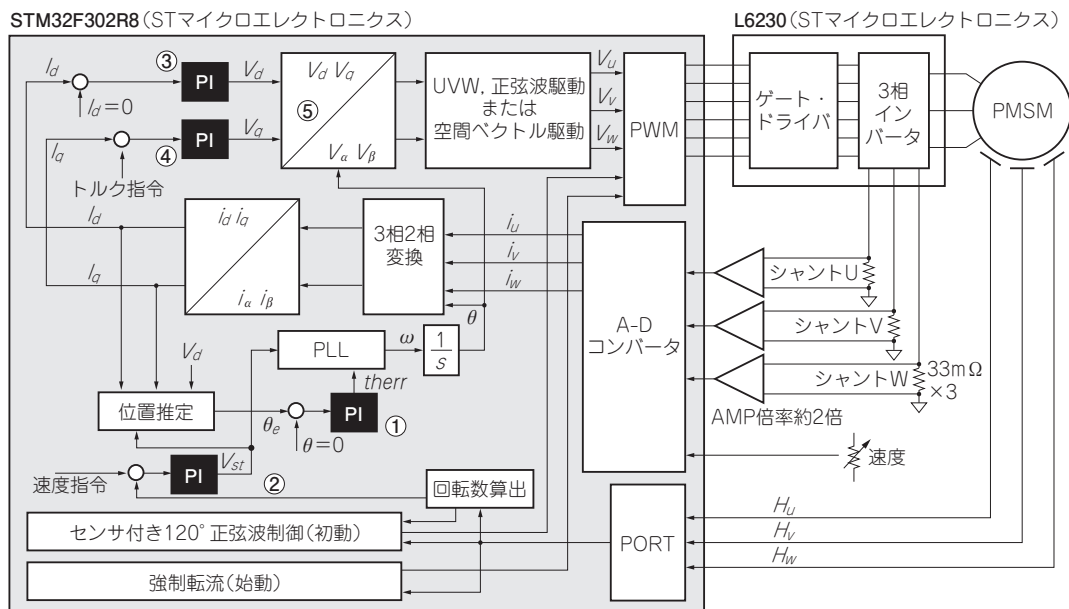 STM32F302R8(STマイクロエレクトロニクス)
L6230(STマイクロエレクトロニクス)
I_d
③
PI
V_d
I_d=0
I_q
④
PI
V_q
トルク指令
V_d V_q
⑤
V_α V_β
UVW, 正弦波駆動
または
空間ベクトル駆動
V_u
V_v
V_w
PWM
ゲート・
ドライバ
3相
イン
バータ
PMSM
I_d
I_q
i_d i_q
i_α i_β
3相2相
変換
i_u
i_v
i_w
θ
A-D
コンバータ
シャントU
シャントV
シャントW
33mΩ
×3
AMP倍率約2倍
速度
PLL
ω
1
s
V_d
therr
位置推定
θ_e
θ=0
PI
①
速度指令
PI
V_st
②
回転数算出
センサ付き120°正弦波制御(初動)
強制転流(始動)
PORT
H_u
H_v
H_w